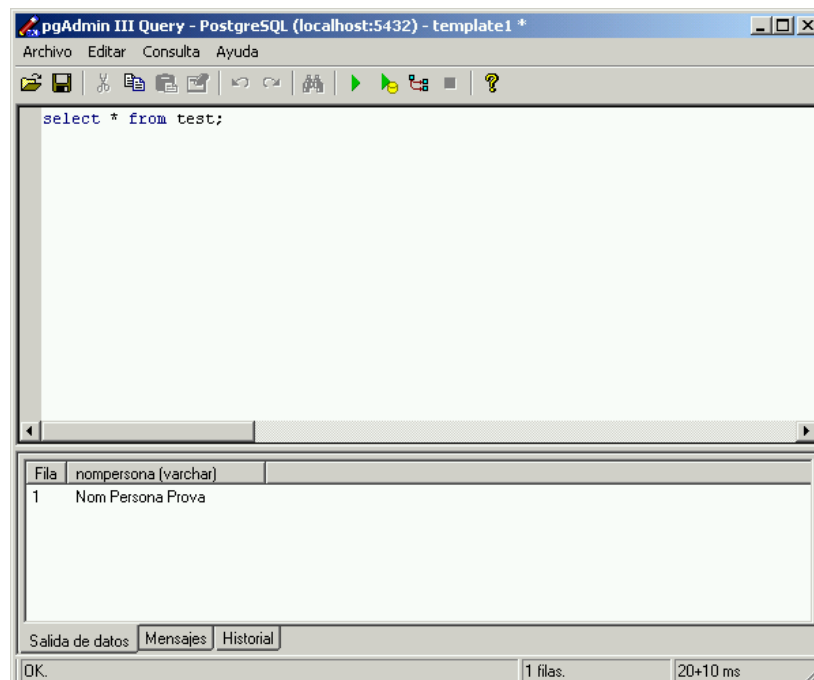 pgAdmin III Query - PostgreSQL (localhost:5432) - template1 *
Archivo Editar Consulta Ayuda
select * from test;
Fila nompersona (varchar)
1 Nom Persona Prova
Salida de datos Mensajes Historial
OK. 1 filas. 20+10 ms